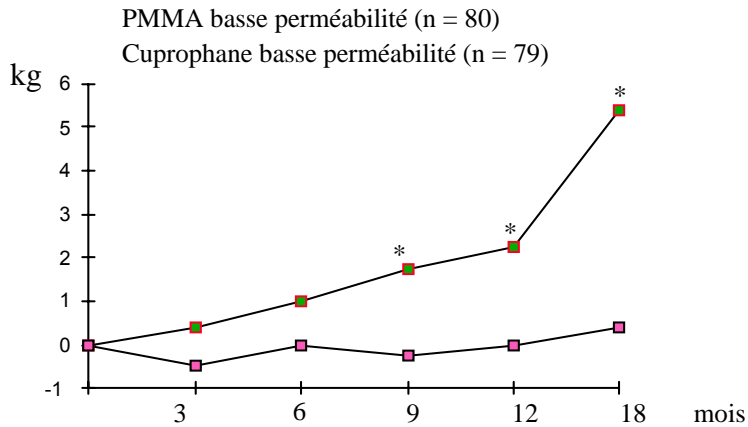 PMMA basse perméabilité (n = 80)
Cuprophane basse perméabilité (n = 79)
kg
6
5
4
3
2
1
0
-1
*
*
*
3 6 9 12 18 mois